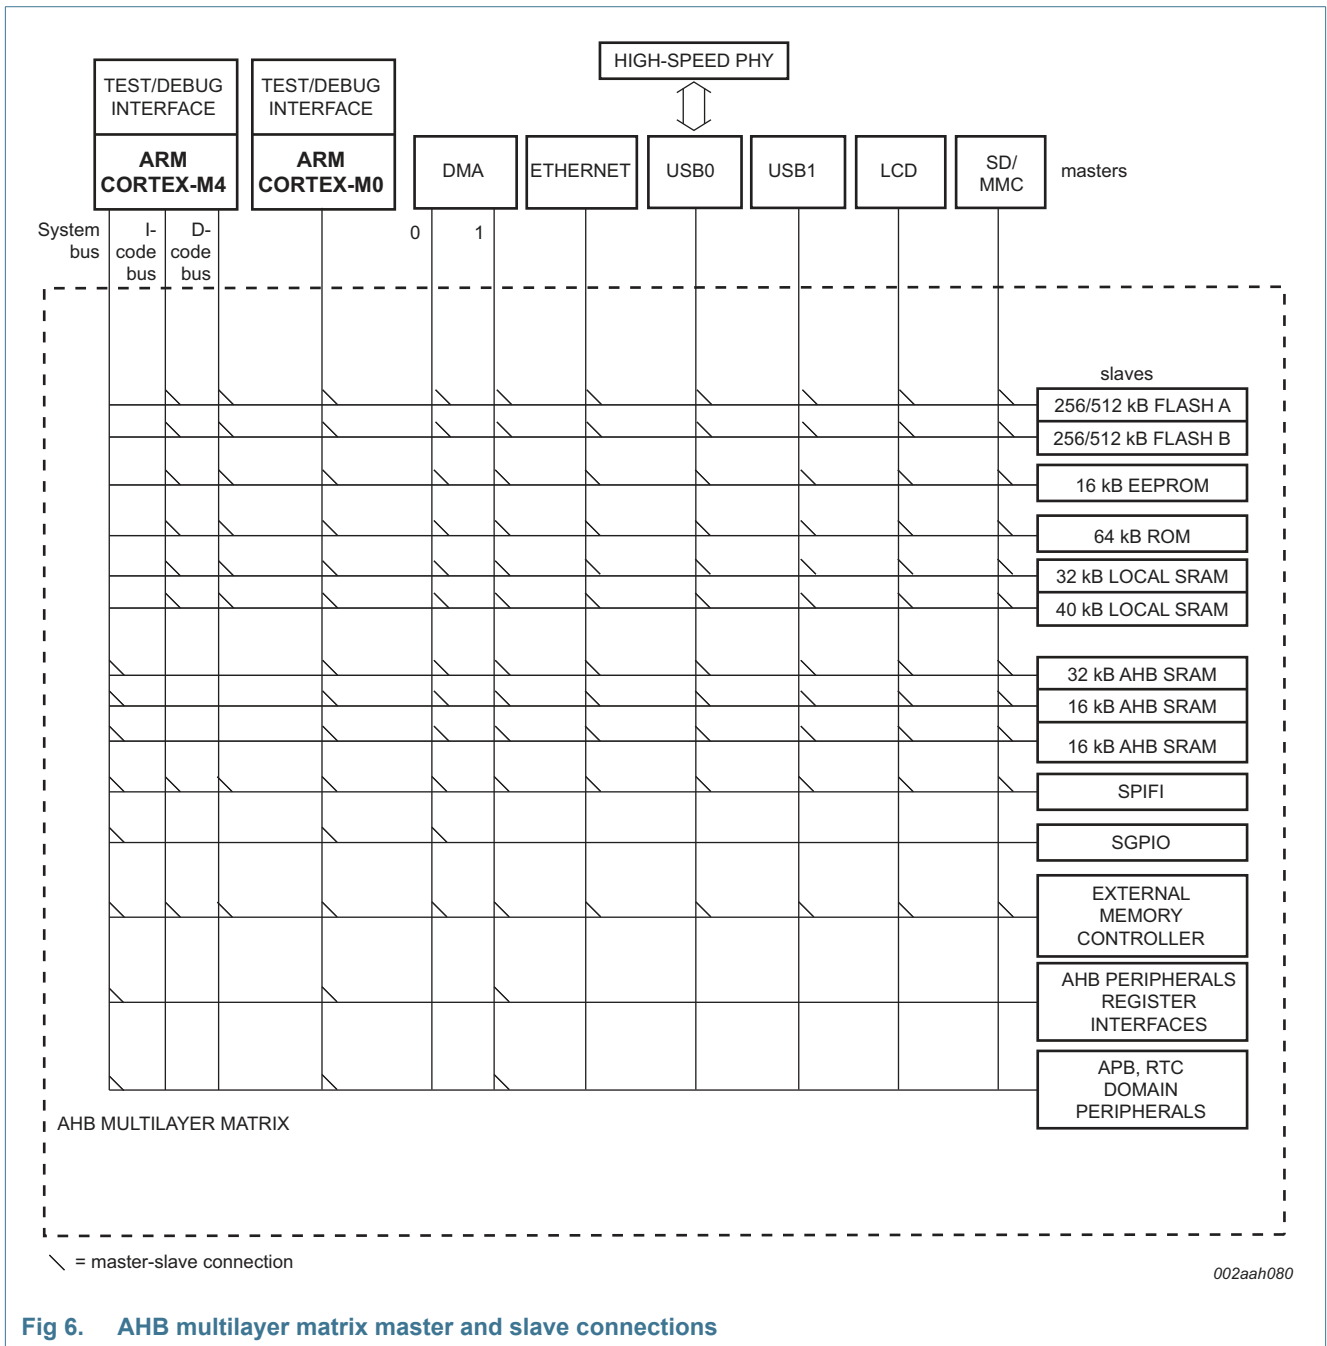 HIGH-SPEED PHY
TEST/DEBUG
INTERFACE
TEST/DEBUG
INTERFACE
ARM
CORTEX-M4
ARM
CORTEX-M0
DMA
ETHERNET
USB0
USB1
LCD
SD/
MMC
masters
System
bus
I-
code
bus
D-
code
bus
0
1
slaves
256/512 kB FLASH A
256/512 kB FLASH B
16 kB EEPROM
64 kB ROM
32 kB LOCAL SRAM
40 kB LOCAL SRAM
32 kB AHB SRAM
16 kB AHB SRAM
16 kB AHB SRAM
SPIFI
SGPIO
EXTERNAL
MEMORY
CONTROLLER
AHB PERIPHERALS
REGISTER
INTERFACES
APB, RTC
DOMAIN
PERIPHERALS
AHB MULTILAYER MATRIX
= master-slave connection
002aah080
Fig 6. AHB multilayer matrix master and slave connections